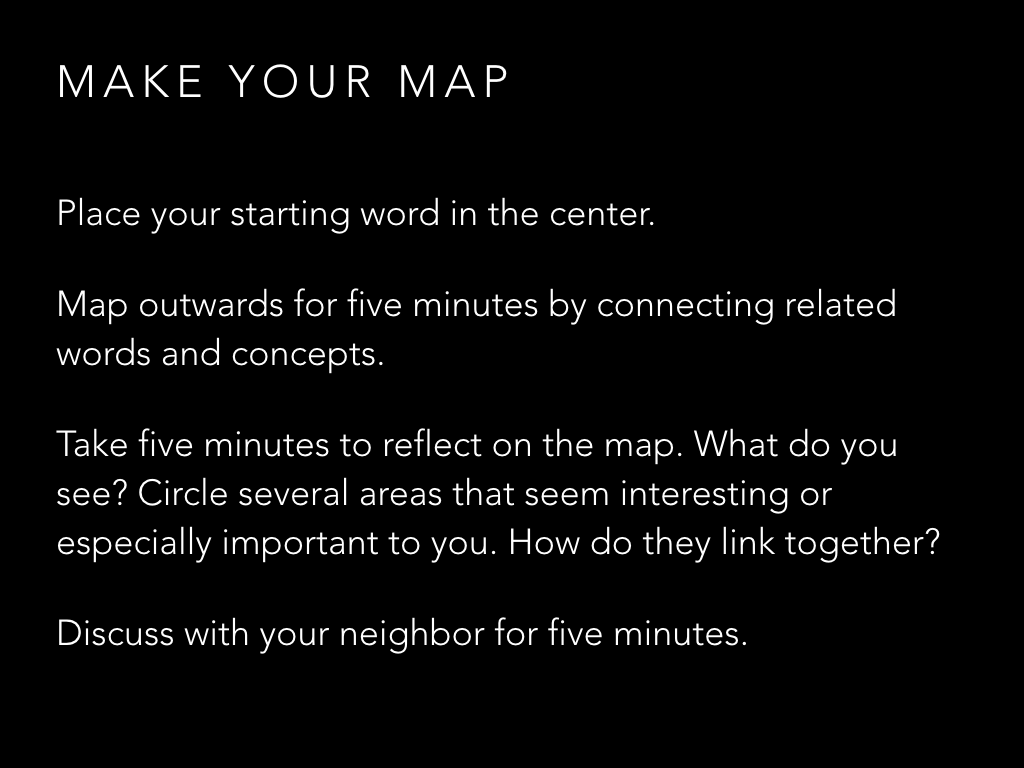 MAKE YOUR MAP
Place your starting word in the center.
Map outwards for five minutes by connecting related
words and concepts.
Take five minutes to reflect on the map. What do you
see? Circle several areas that seem interesting or
especially important to you. How do they link together?
Discuss with your neighbor for five minutes.